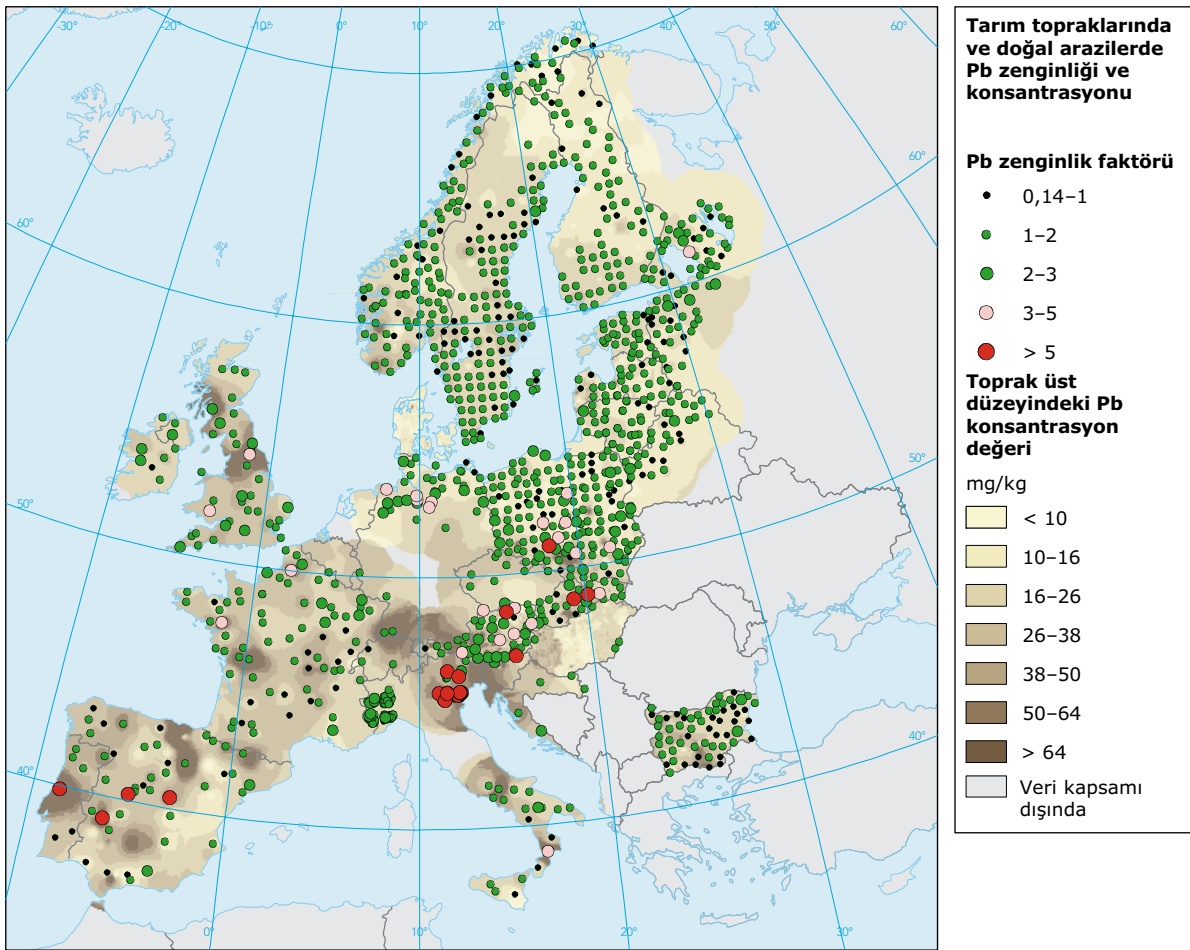 -30°
-20°
-10°
0°
10°
20°
30°
40°
50°
60°
60°
60°
50°
50°
40°
40°
0°
10°
20°
30°
Tarım topraklarında
ve doğal arazilerde
Pb zenginliği ve
konsantrasyonu
Pb zenginlik faktörü
0,14–1
1–2
2–3
3–5
> 5
Toprak üst
düzeyindeki Pb
konsantrasyon
değeri
mg/kg
< 10
10–16
16–26
26–38
38–50
50–64
> 64
Veri kapsamı
dışında